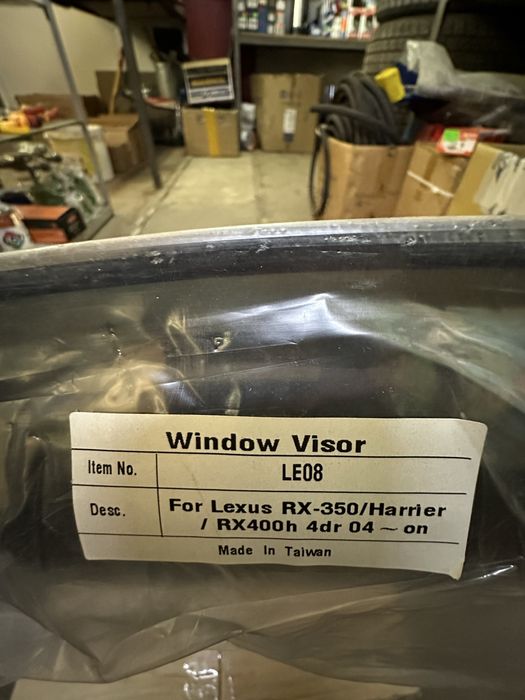 Window Visor
Item No. LE08
Desc. For Lexus RX-350/Harrier
/ RX400h 4dr 04 ~ on
Made In Taiwan